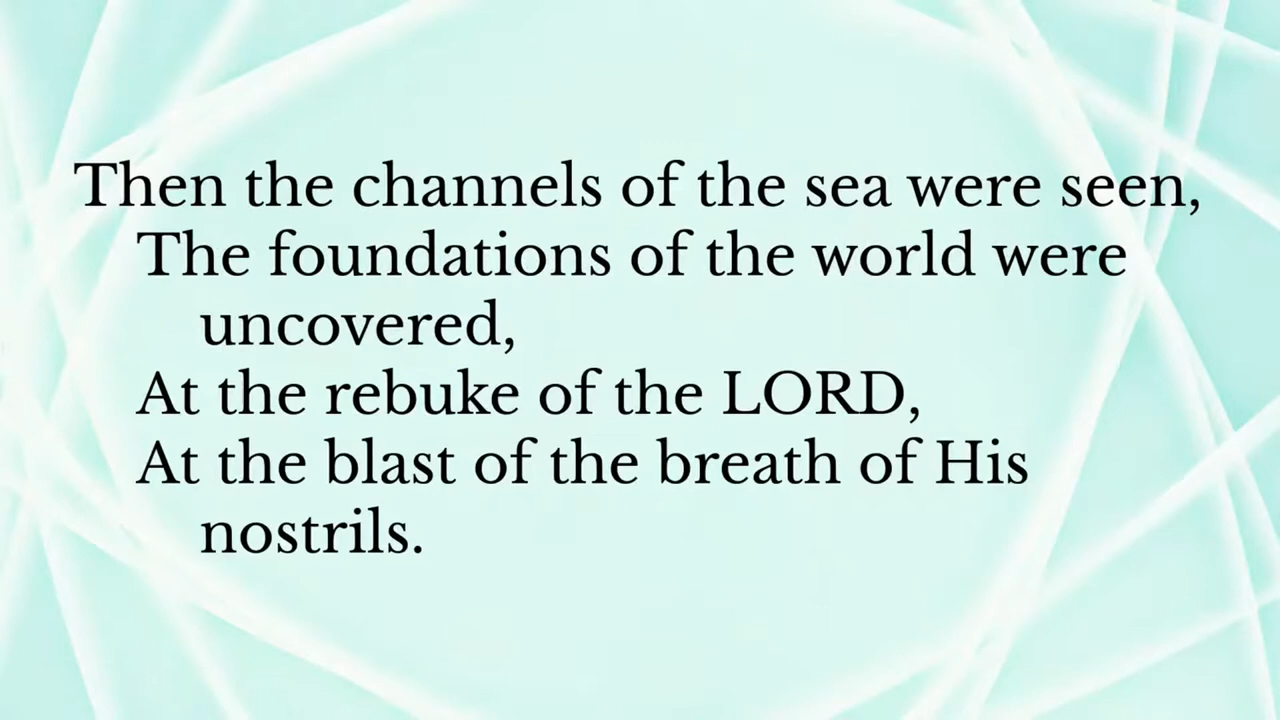 Then the channels of the sea were seen,
The foundations of the world were
uncovered,
At the rebuke of the LORD,
At the blast of the breath of His
nostrils.